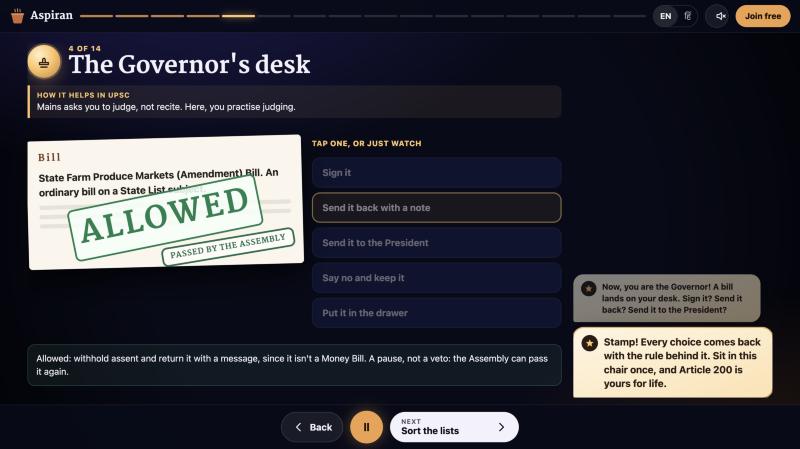 Aspiran
EN
हिं
Join free
4 OF 14
The Governor's desk
HOW IT HELPS IN UPSC
Mains asks you to judge, not recite. Here, you practise judging.
Bill
State Farm Produce Markets (Amendment) Bill. An
ordinary bill on a State List subject.
ALLOWED
PASSED BY THE ASSEMBLY
TAP ONE, OR JUST WATCH
Sign it
Send it back with a note
Send it to the President
Say no and keep it
Put it in the drawer
Allowed: withhold assent and return it with a message, since it isn't a Money Bill. A pause, not a veto: the Assembly can pass
it again.
Now, you are the Governor! A bill
lands on your desk. Sign it? Send it
back? Send it to the President?
Stamp! Every choice comes back
with the rule behind it. Sit in this
chair once, and Article 200 is
yours for life.
Back
NEXT
Sort the lists